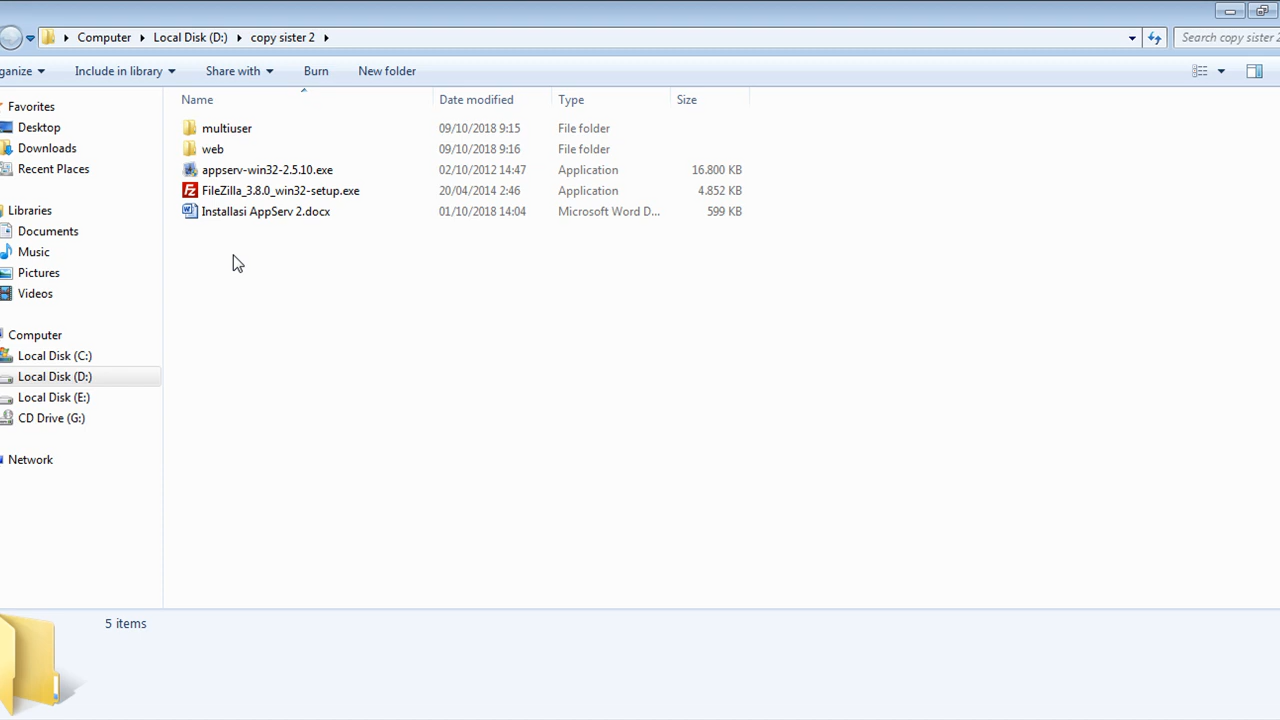 Computer Local Disk (D:) copy sister 2
Search copy sister 2
ganize Include in library Share with Burn New folder
Favorites
Desktop
Downloads
Recent Places
Libraries
Documents
Music
Pictures
Videos
Computer
Local Disk (C:)
Local Disk (D:)
Local Disk (E:)
CD Drive (G:)
Network
Name Date modified Type Size
multiuser 09/10/2018 9:15 File folder
web 09/10/2018 9:16 File folder
appserv-win32-2.5.10.exe 02/10/2012 14:47 Application 16.800 KB
FileZilla_3.8.0_win32-setup.exe 20/04/2014 2:46 Application 4.852 KB
Installasi AppServ 2.docx 01/10/2018 14:04 Microsoft Word D... 599 KB
5 items